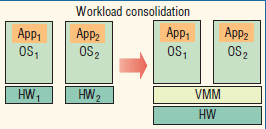 Workload consolidation
App1 App2 App1 App2
OS1 OS2 OS1 OS2
HW1 HW2 VMM
HW